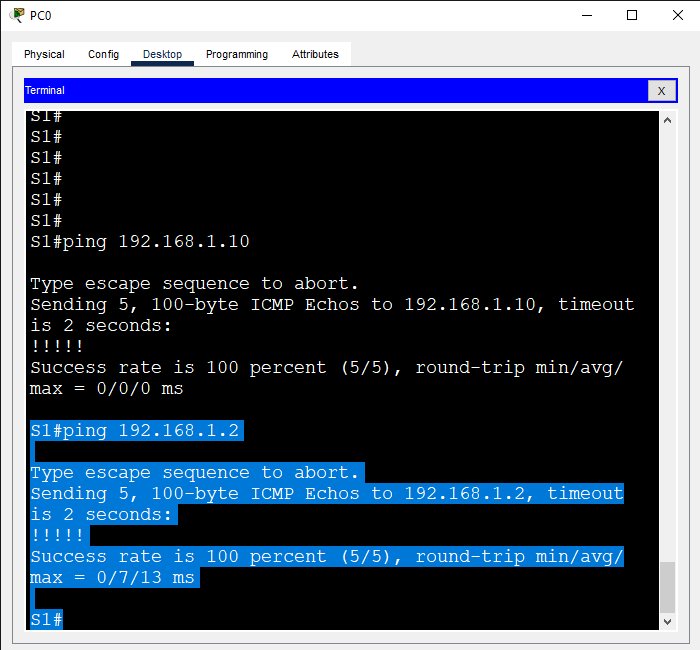 PC0
Physical Config Desktop Programming Attributes
Terminal X
S1#
S1#
S1#
S1#
S1#
S1#
S1#ping 192.168.1.10
Type escape sequence to abort.
Sending 5, 100-byte ICMP Echos to 192.168.1.10, timeout
is 2 seconds:
!!!!!
Success rate is 100 percent (5/5), round-trip min/avg/
max = 0/0/0 ms
S1#ping 192.168.1.2
Type escape sequence to abort.
Sending 5, 100-byte ICMP Echos to 192.168.1.2, timeout
is 2 seconds:
!!!!!
Success rate is 100 percent (5/5), round-trip min/avg/
max = 0/7/13 ms
S1#